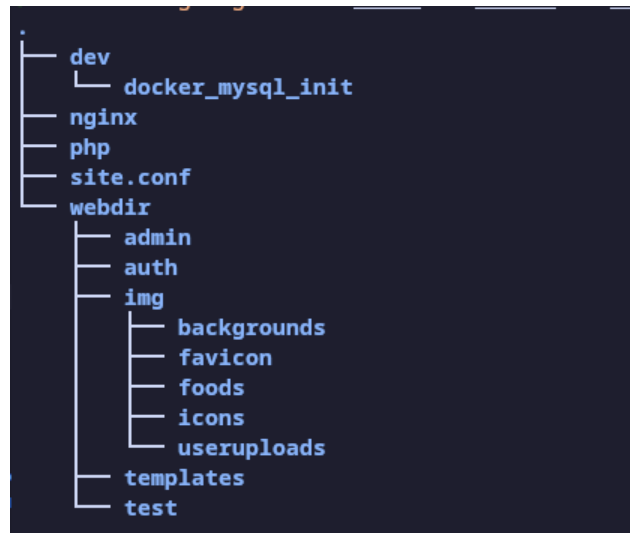 .
├── dev
│   └── docker_mysql_init
├── nginx
├── php
├── site.conf
└── webdir
    ├── admin
    ├── auth
    ├── img
    │   ├── backgrounds
    │   ├── favicon
    │   ├── foods
    │   ├── icons
    │   └── useruploads
    ├── templates
    └── test